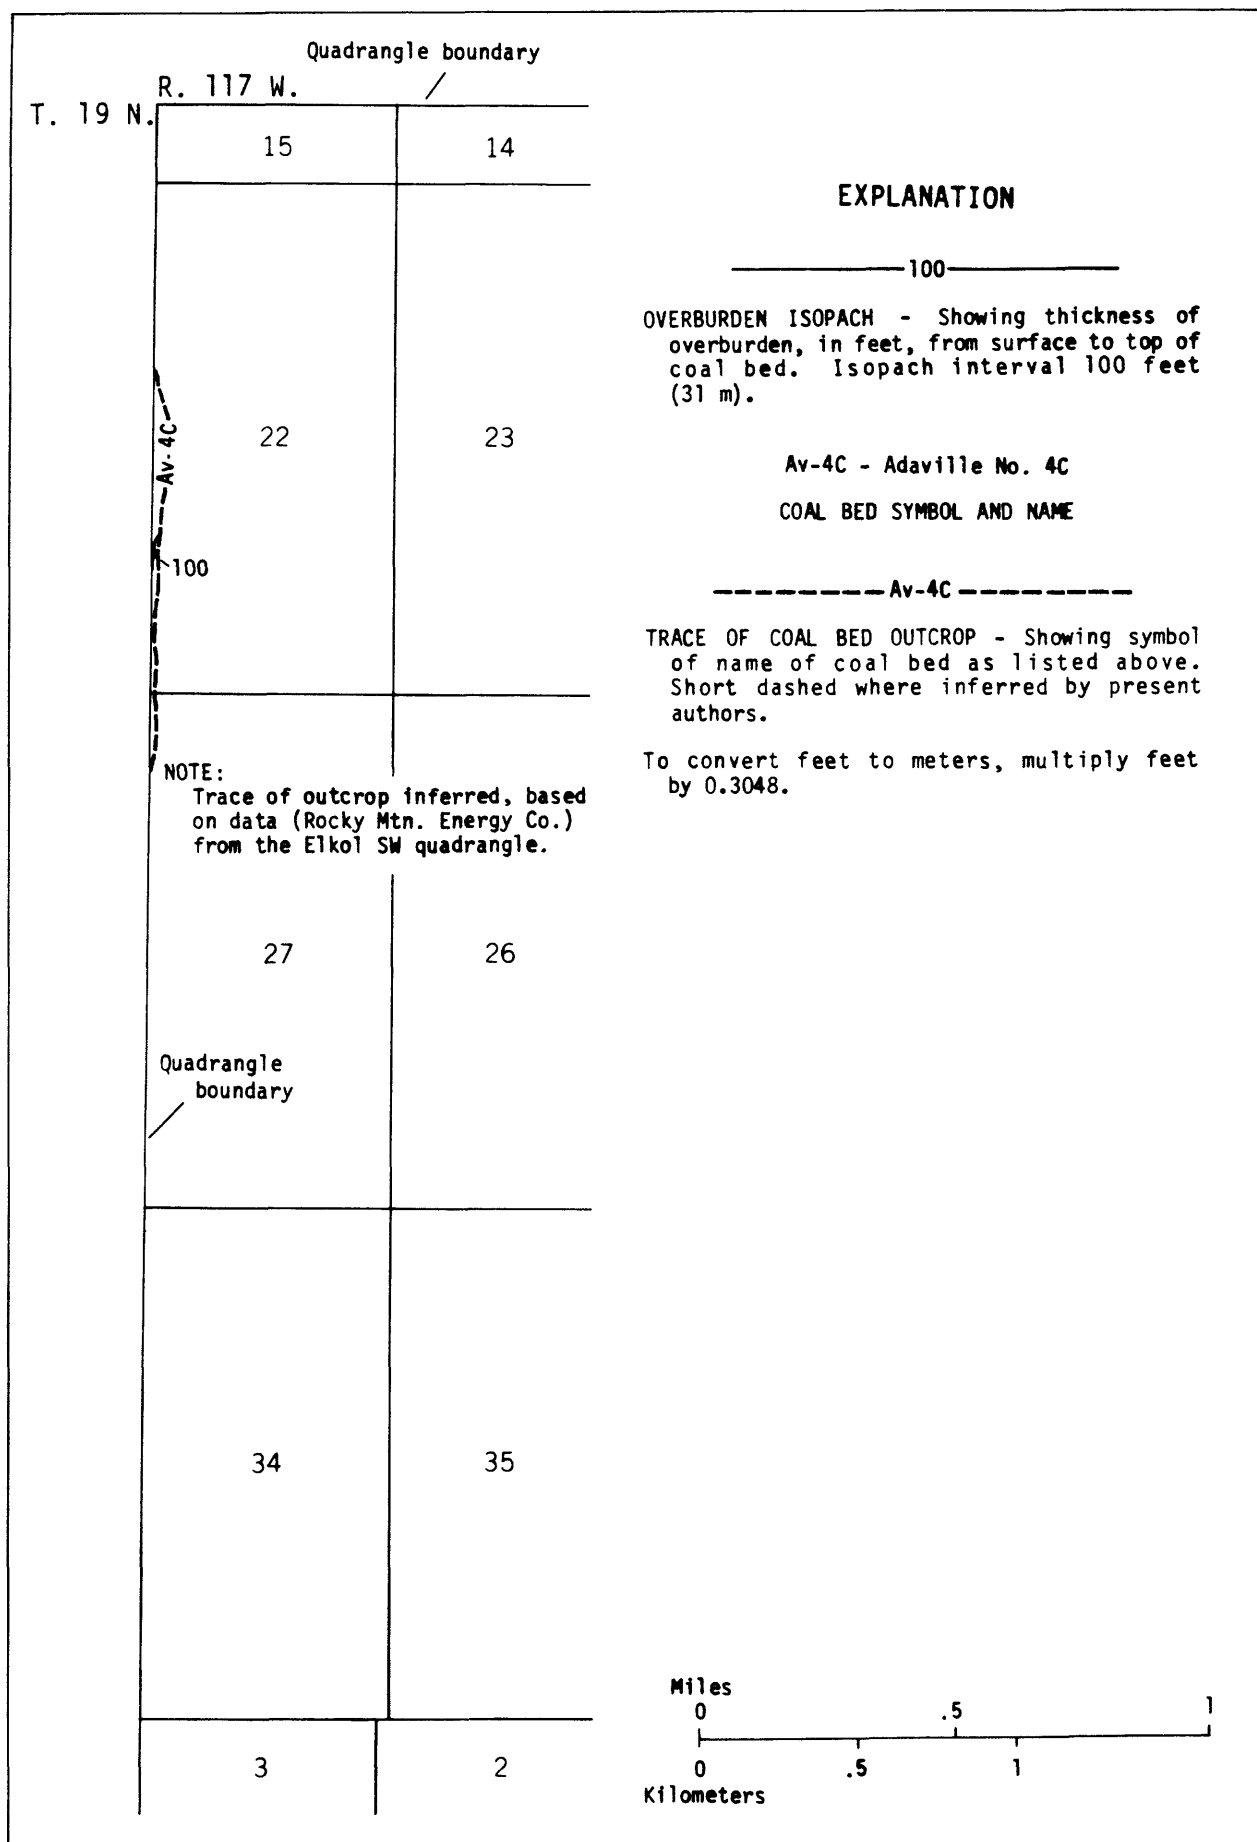 Quadrangle boundary
R. 117 W.
T. 19 N.
15
14
22
23
Av-4C
100
NOTE:
Trace of outcrop inferred, based
on data (Rocky Mtn. Energy Co.)
from the Elkol SW quadrangle.
27
26
Quadrangle
boundary
34
35
3
2
EXPLANATION
100
OVERBURDEN ISOPACH - Showing thickness of
overburden, in feet, from surface to top of
coal bed. Isopach interval 100 feet
(31 m).
Av-4C - Adaville No. 4C
COAL BED SYMBOL AND NAME
Av-4C
TRACE OF COAL BED OUTCROP - Showing symbol
of name of coal bed as listed above.
Short dashed where inferred by present
authors.
To convert feet to meters, multiply feet
by 0.3048.
Miles
0 .5 1
0 .5 1
Kilometers